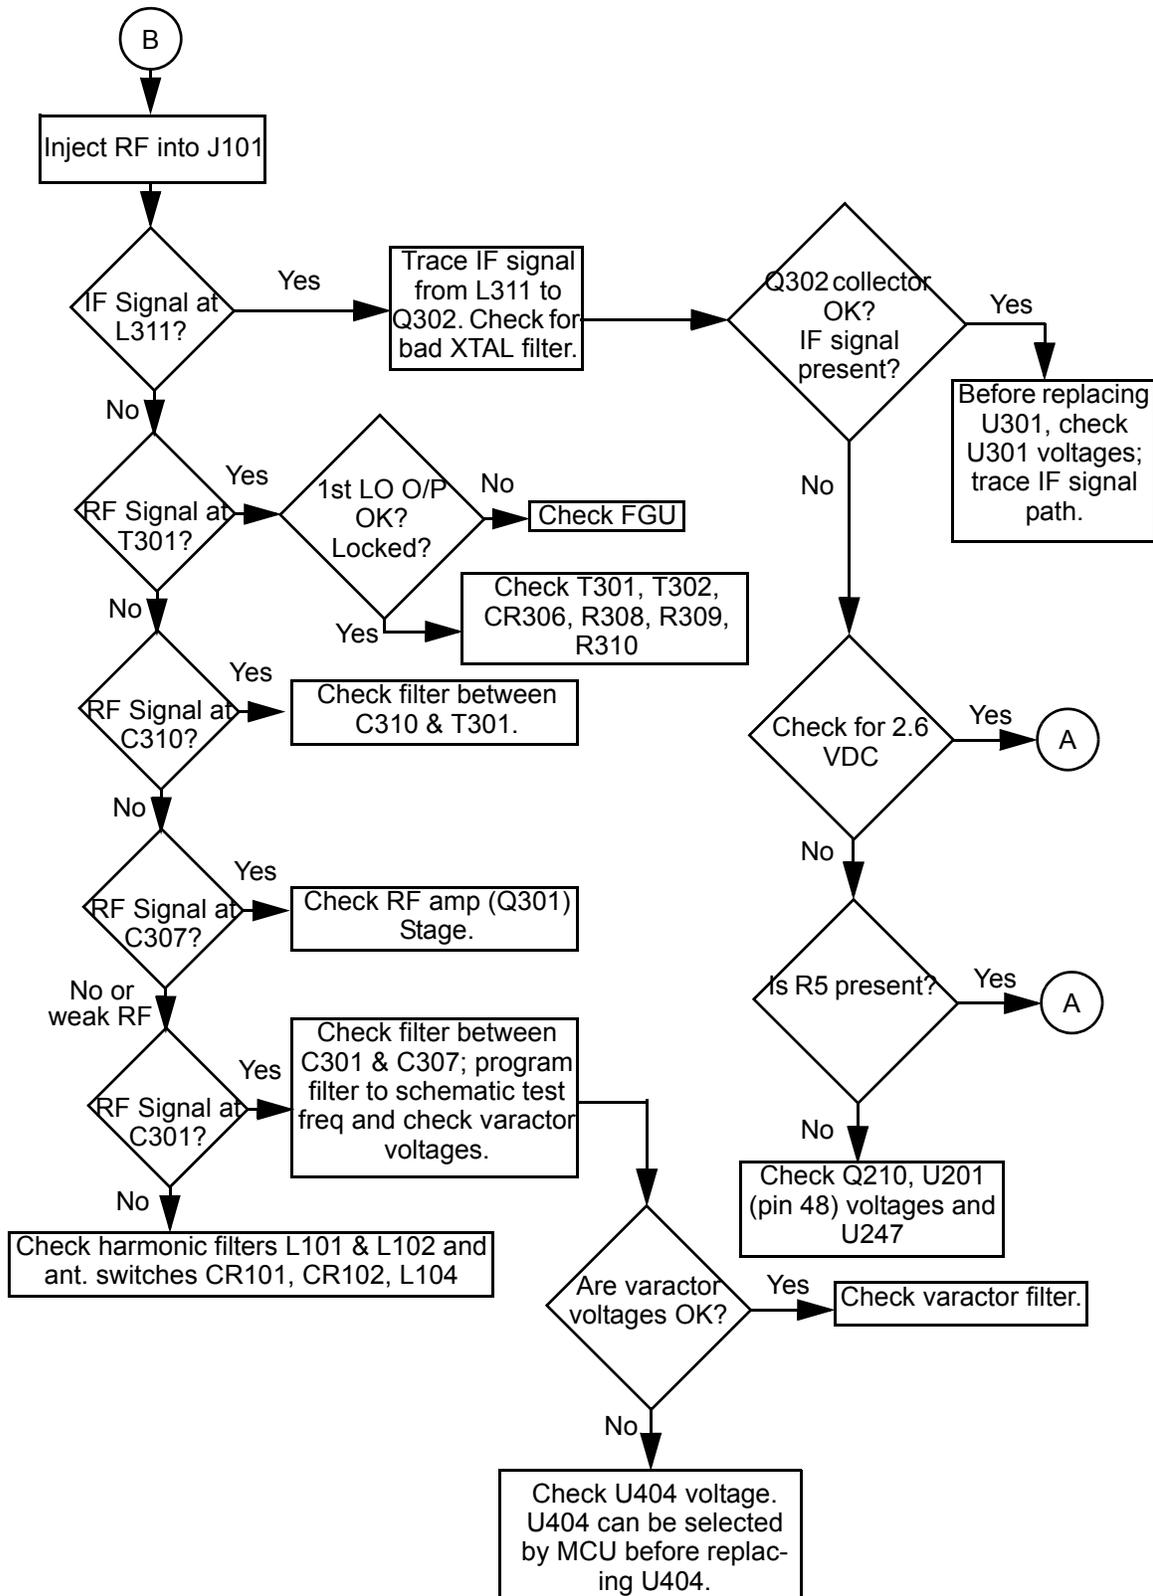 B
Inject RF into J101
IF Signal at
L311?
Yes
Trace IF signal
from L311 to
Q302. Check for
bad XTAL filter.
Q302 collector
OK?
IF signal
present?
Yes
Before replacing
U301, check
U301 voltages;
trace IF signal
path.
No
RF Signal at
T301?
Yes
1st LO O/P
OK?
Locked?
No
Check FGU
Yes
Check T301, T302,
CR306, R308, R309,
R310
No
No
RF Signal at
C310?
Yes
Check filter between
C310 & T301.
Check for 2.6
VDC
Yes
A
No
RF Signal at
C307?
Yes
Check RF amp (Q301)
Stage.
No
Is R5 present?
Yes
A
No or
weak RF
RF Signal at
C301?
Yes
Check filter between
C301 & C307; program
filter to schematic test
freq and check varactor
voltages.
No
Check Q210, U201
(pin 48) voltages and
U247
No
Check harmonic filters L101 & L102 and
ant. switches CR101, CR102, L104
Are varactor
voltages OK?
Yes
Check varactor filter.
No
Check U404 voltage.
U404 can be selected
by MCU before replac-
ing U404.